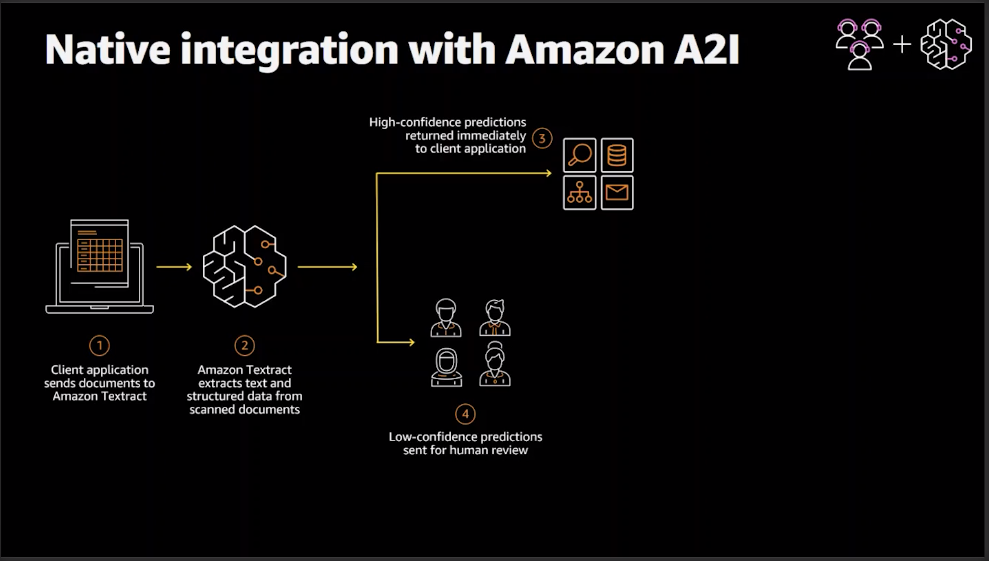 Native integration with Amazon A2I
High-confidence predictions
returned immediately
to client application
3
1
Client application
sends documents to
Amazon Textract
2
Amazon Textract
extracts text and
structured data from
scanned documents
4
Low-confidence predictions
sent for human review